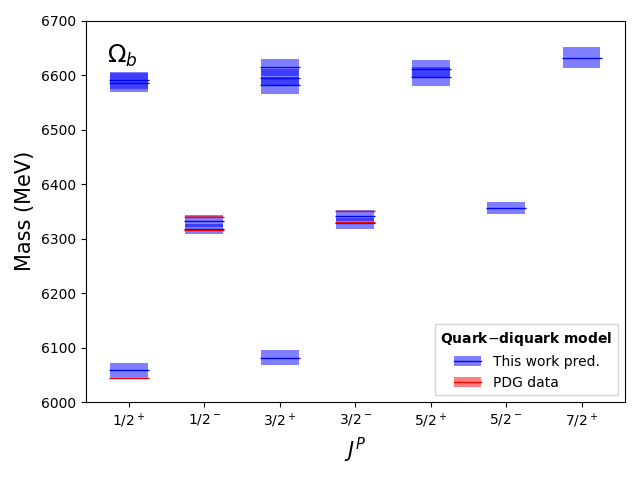 6700
6600
6500
6400
6300
6200
6100
6000
Mass (MeV)
Ω_b
Quark−diquark model
This work pred.
PDG data
1/2⁺ 1/2⁻ 3/2⁺ 3/2⁻ 5/2⁺ 5/2⁻ 7/2⁺
J^P